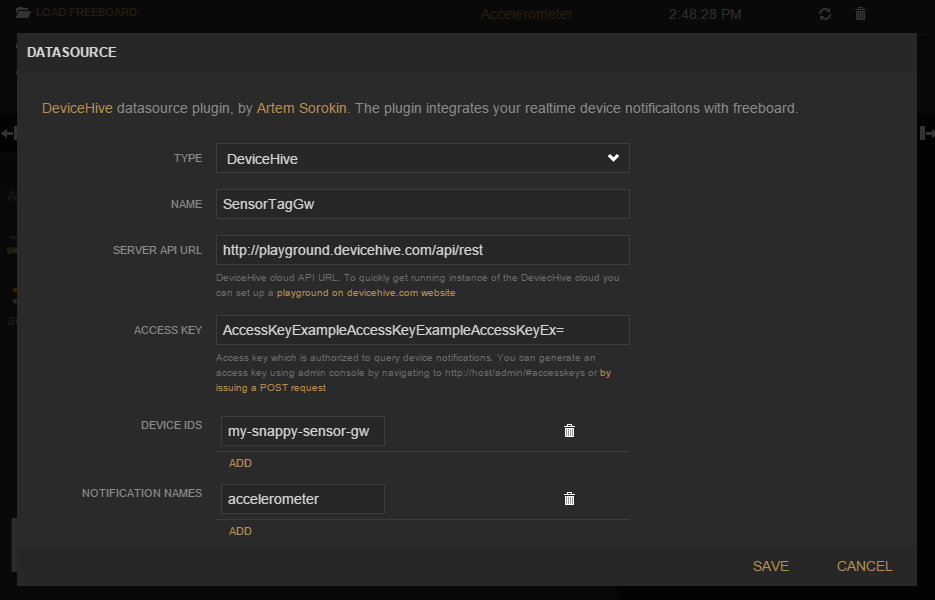 LOAD FREEBOARD
Accelerometer
2:48:28 PM
DATASOURCE
DeviceHive datasource plugin, by Artem Sorokin. The plugin integrates your realtime device notificaitons with freeboard.
TYPE
DeviceHive
NAME
SensorTagGw
SERVER API URL
http://playground.devicehive.com/api/rest
DeviceHive cloud API URL. To quickly get running instance of the DeviecHive cloud you
can set up a playground on devicehive.com website
ACCESS KEY
AccessKeyExampleAccessKeyExampleAccessKeyEx=
Access key which is authorized to query device notifications. You can generate an
access key using admin console by navigating to http://host/admin/#accesskeys or by
issuing a POST request
DEVICE IDS
my-snappy-sensor-gw
ADD
NOTIFICATION NAMES
accelerometer
ADD
SAVE
CANCEL